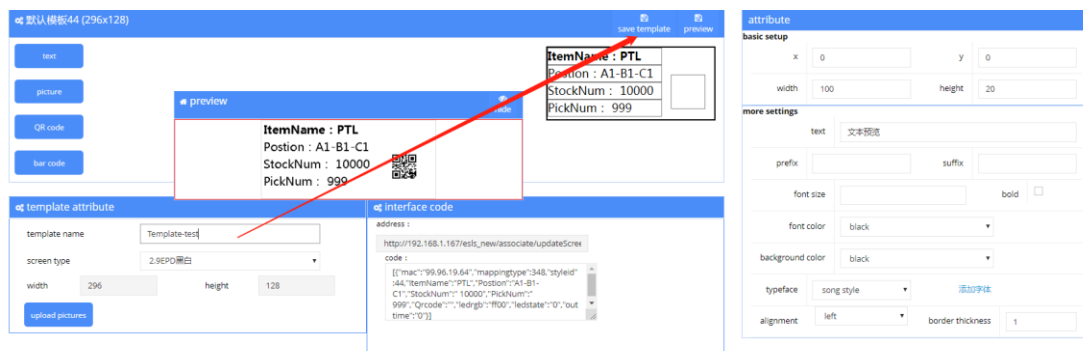 默认模板44 (296x128)
save template
preview
text
picture
QR code
bar code
ItemName : PTL
Postion : A1-B1-C1
StockNum : 10000
PickNum : 999
preview
ItemName : PTL
Postion : A1-B1-C1
StockNum : 10000
PickNum : 999
template attribute
template name
Template-test
screen type
2.9EPD黑白
width
296
height
128
upload pictures
interface code
address :
http://192.168.1.167/esls_new/associate/updateScree
code :
[{"mac":"99.96.19.64","mappingtype":348,"styleid"
:44,"ItemName":"PTL","Postion":"A1-B1-
C1","StockNum":" 10000","PickNum":"
999","Qrcode":"","ledrgb":"ff00","ledstate":"0","out
time":"0"}]
attribute
basic setup
x
0
y
0
width
100
height
20
more settings
text
文本预览
prefix
suffix
font size
bold
font color
black
background color
black
typeface
song style
添加字体
alignment
left
border thickness
1